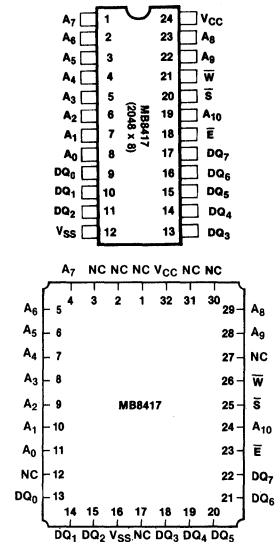 A₇ 1 24 V_CC
A₆ 2 23 A₈
A₅ 3 22 A₉
A₄ 4 21 W̅
A₃ 5 20 S̅
A₂ 6 19 A₁₀
A₁ 7 18 E̅
A₀ 8 17 DQ₇
DQ₀ 9 16 DQ₆
DQ₁ 10 15 DQ₅
DQ₂ 11 14 DQ₄
V_SS 12 13 DQ₃
MB8417
(2048 x 8)
A₇ NC NC NC V_CC NC NC
4 3 2 1 32 31 30
A₆ 5 29 A₈
A₅ 6 28 A₉
A₄ 7 27 NC
A₃ 8 26 W̅
A₂ 9 MB8417 25 S̅
A₁ 10 24 A₁₀
A₀ 11 23 E̅
NC 12 22 DQ₇
DQ₀ 13 21 DQ₆
14 15 16 17 18 19 20
DQ₁ DQ₂ V_SS NC DQ₃ DQ₄ DQ₅